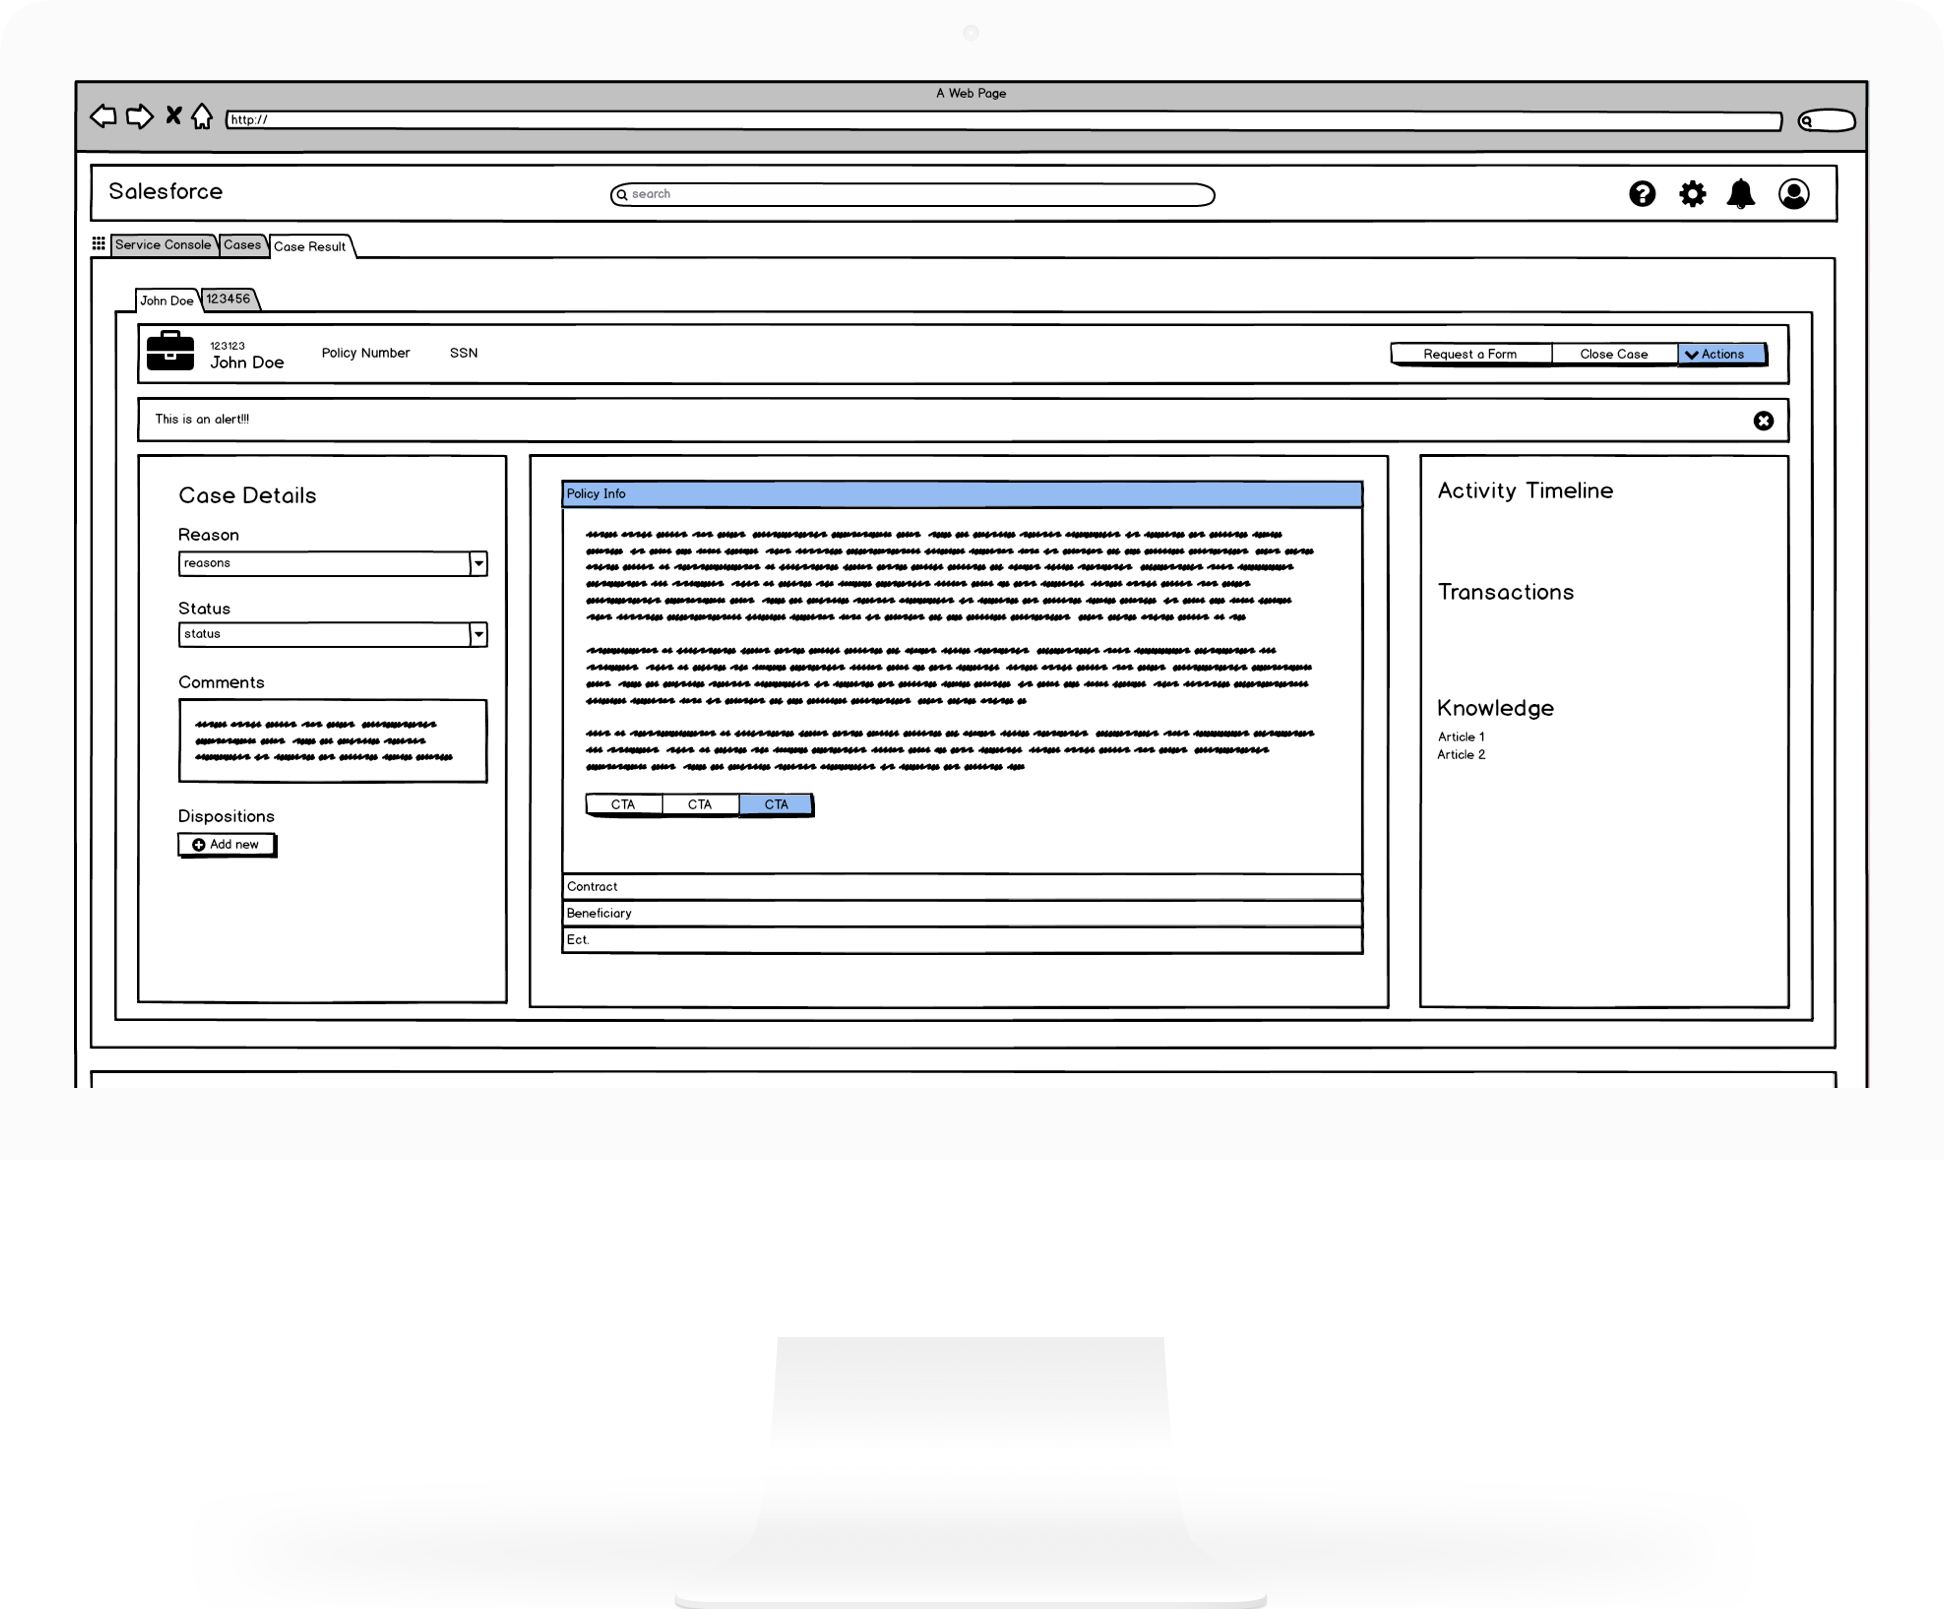 A Web Page
http://
Salesforce
search
Service Console
Cases
Case Result
John Doe
123456
123123
John Doe
Policy Number
SSN
Request a Form
Close Case
Actions
This is an alert!!!
Case Details
Reason
reasons
Status
status
Comments
Dispositions
Add new
Policy Info
CTA
CTA
CTA
Contract
Beneficiary
Ect.
Activity Timeline
Transactions
Knowledge
Article 1
Article 2